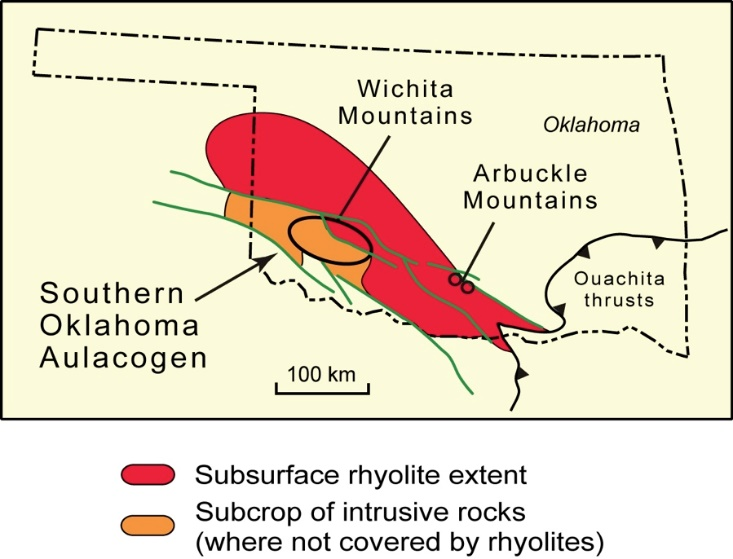 Wichita
Mountains
Oklahoma
Arbuckle
Mountains
Ouachita
thrusts
Southern
Oklahoma
Aulacogen
100 km
Subsurface rhyolite extent
Subcrop of intrusive rocks
(where not covered by rhyolites)